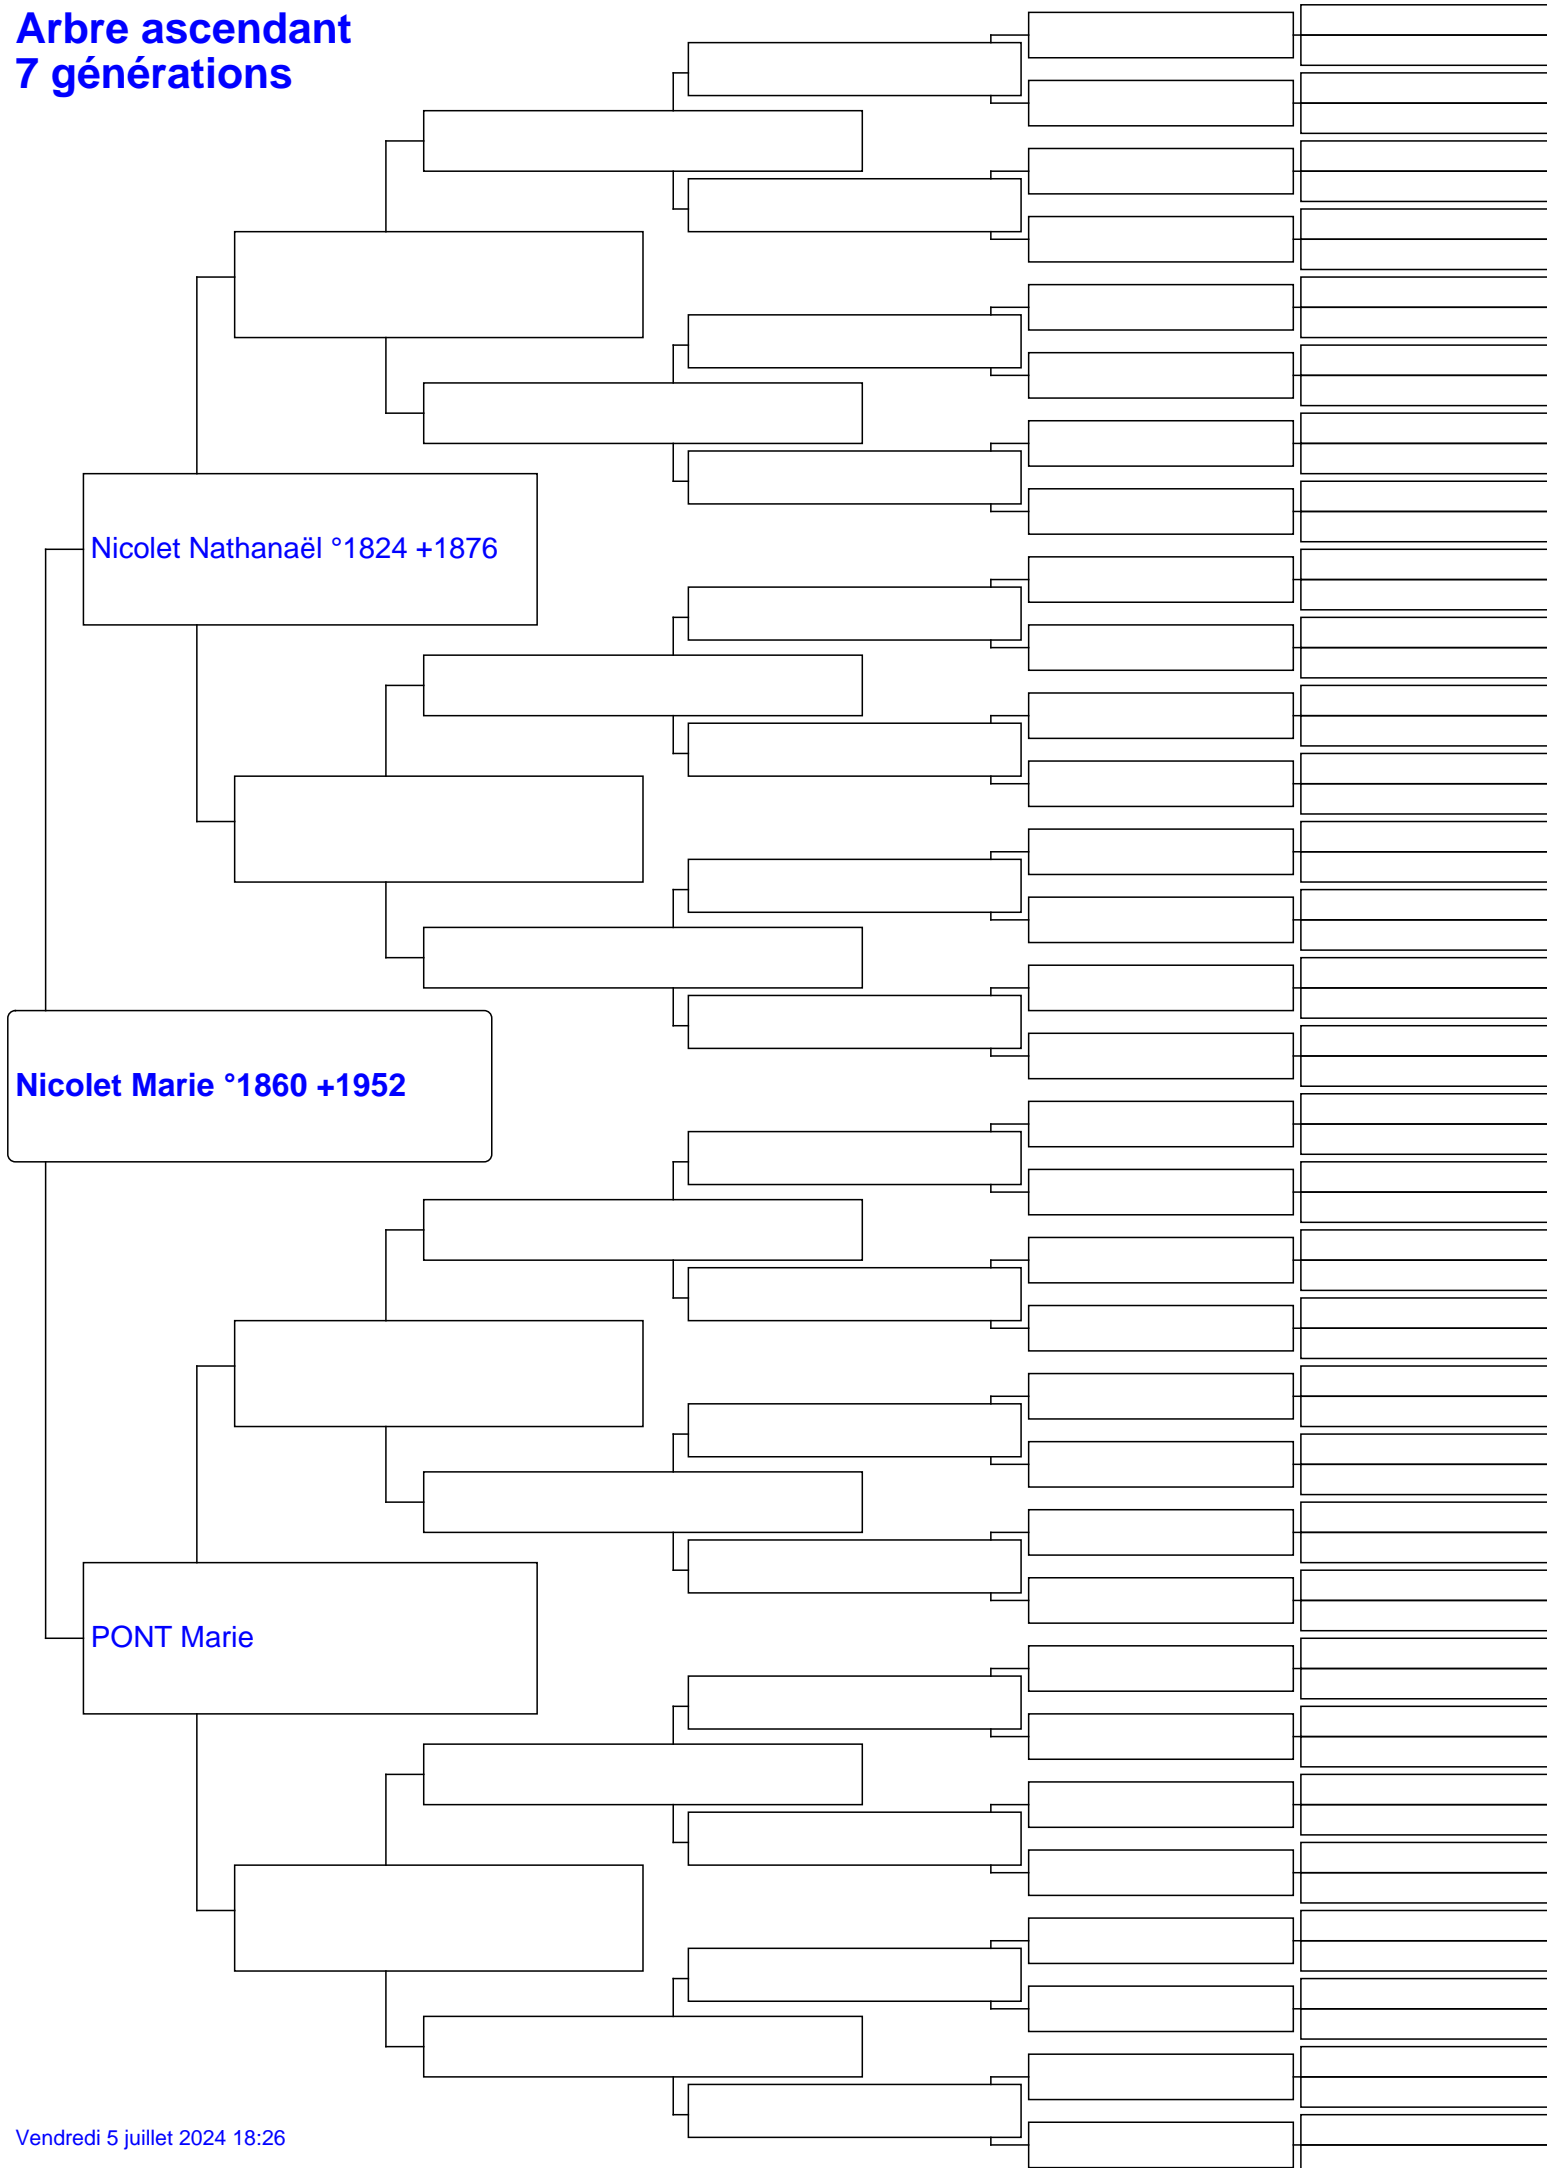 Arbre ascendant
7 générations
Nicolet Nathanaël °1824 +1876
Nicolet Marie °1860 +1952
PONT Marie
Vendredi 5 juillet 2024 18:26